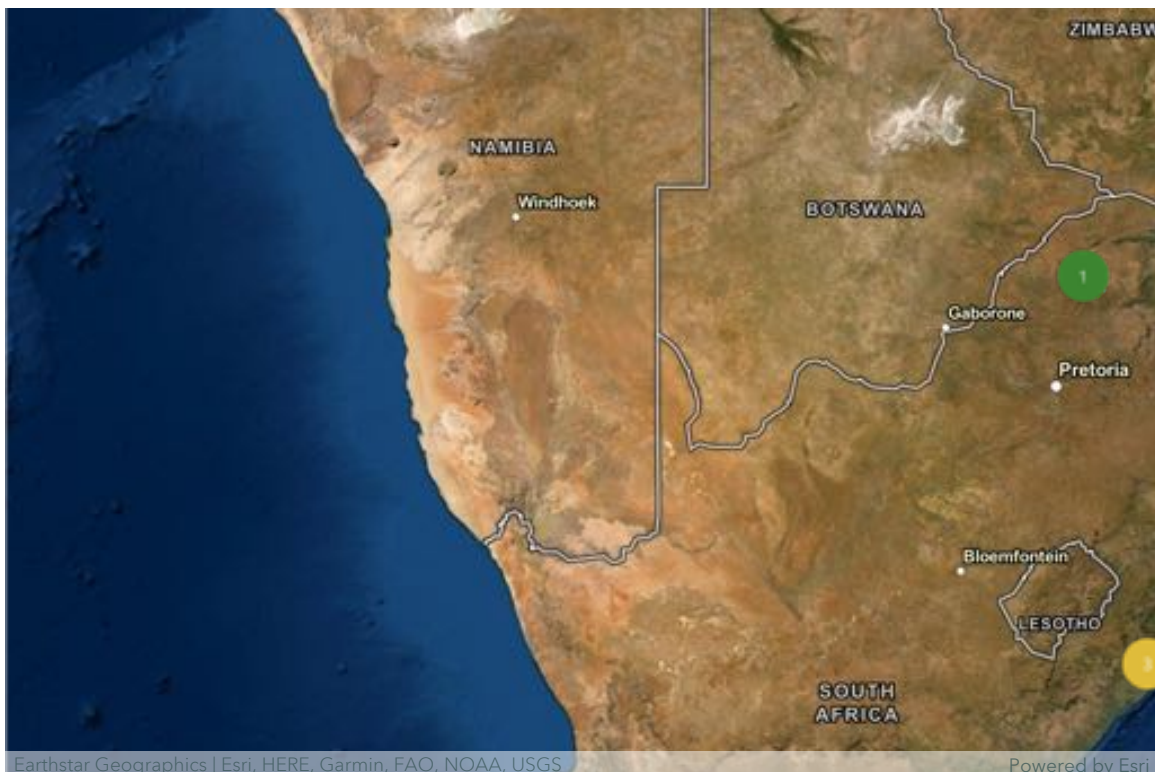 ZIMBABW
NAMIBIA
Windhoek
BOTSWANA
1
Gaborone
Pretoria
Bloemfontein
LESOTHO
3
SOUTH
AFRICA
Earthstar Geographics | Esri, HERE, Garmin, FAO, NOAA, USGS
Powered by Esri